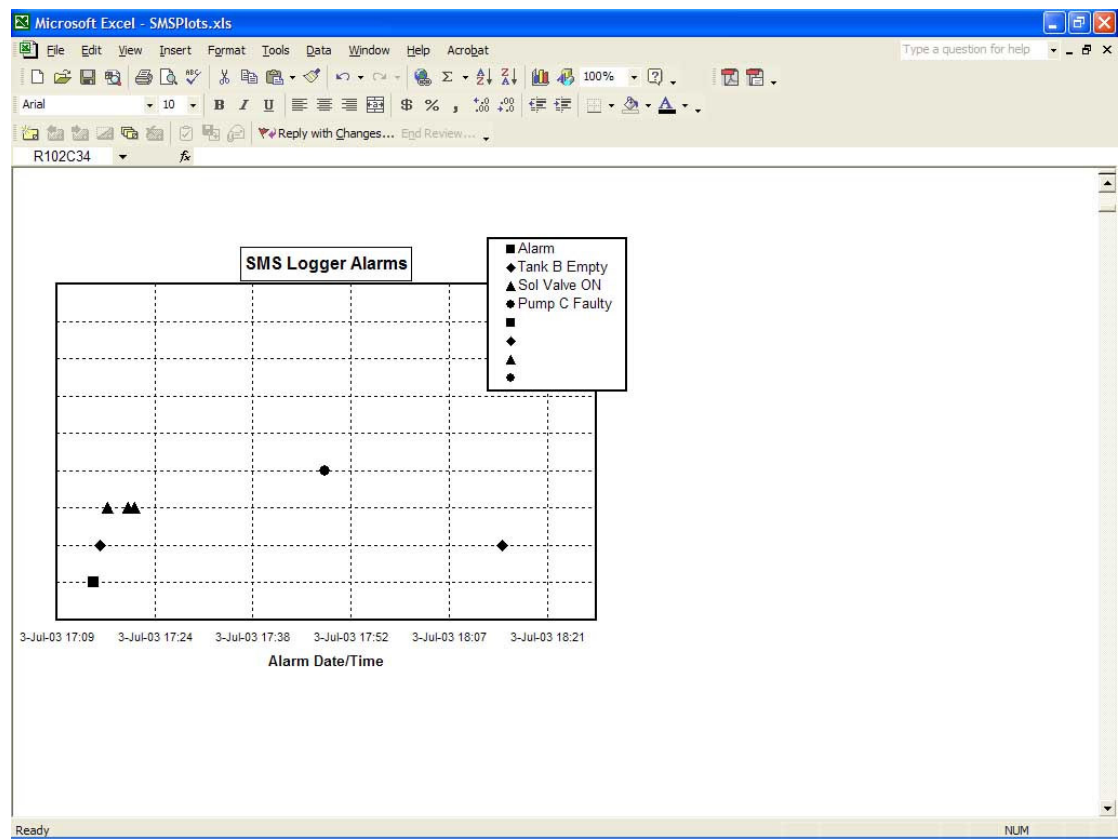 Microsoft Excel - SMSPlots.xls
File Edit View Insert Format Tools Data Window Help Acrobat Type a question for help
100%
Arial 10 B I U $ % ,
Reply with Changes... End Review...
R102C34 fx
SMS Logger Alarms
Alarm
Tank B Empty
Sol Valve ON
Pump C Faulty
3-Jul-03 17:09 3-Jul-03 17:24 3-Jul-03 17:38 3-Jul-03 17:52 3-Jul-03 18:07 3-Jul-03 18:21
Alarm Date/Time
Ready NUM